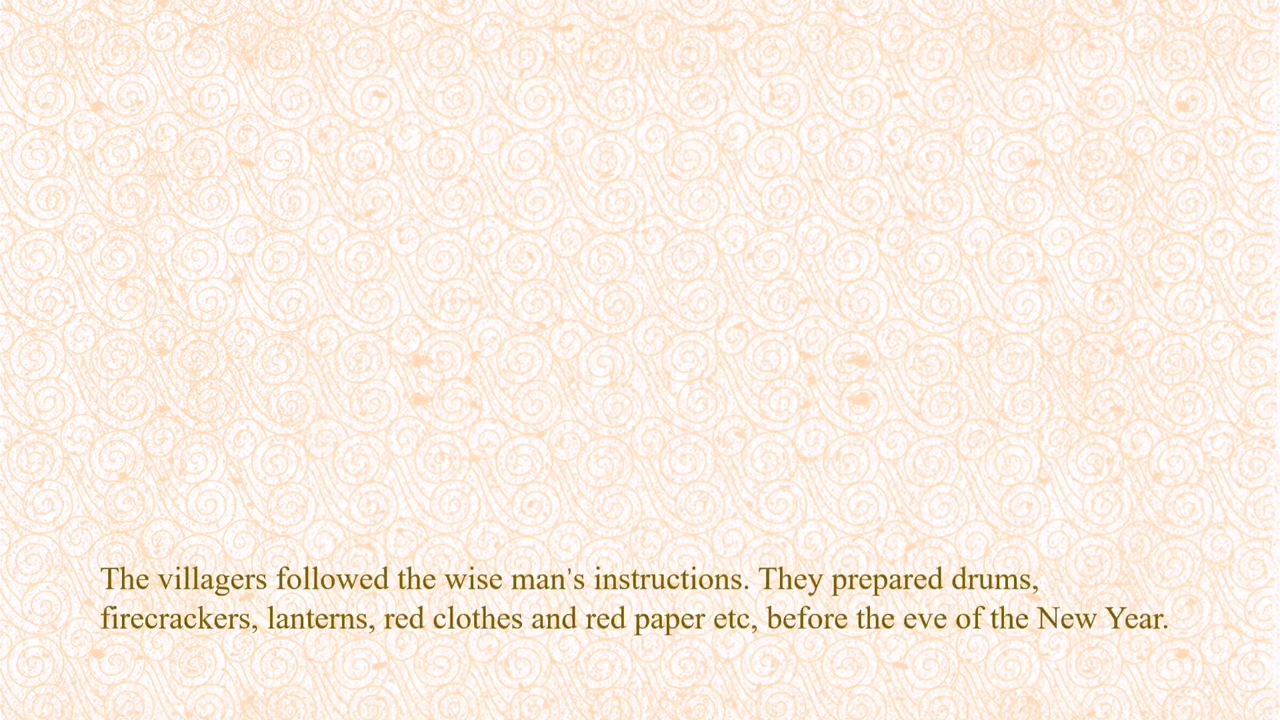 The villagers followed the wise man's instructions. They prepared drums,
firecrackers, lanterns, red clothes and red paper etc, before the eve of the New Year.